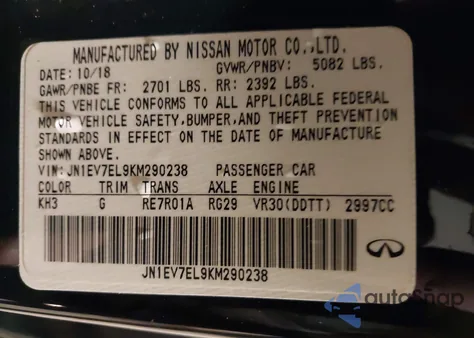 MANUFACTURED BY NISSAN MOTOR CO.,LTD.
DATE: 10/18 GVWR/PNBV: 5082 LBS.
GAWR/PNBE FR: 2701 LBS. RR: 2392 LBS.
THIS VEHICLE CONFORMS TO ALL APPLICABLE FEDERAL
MOTOR VEHICLE SAFETY,BUMPER,AND THEFT PREVENTION
STANDARDS IN EFFECT ON THE DATE OF MANUFACTURE
SHOWN ABOVE.
VIN:JN1EV7EL9KM290238 PASSENGER CAR
COLOR TRIM TRANS AXLE ENGINE
KH3 G RE7R01A RG29 VR30(DDTT) 2997CC
JN1EV7EL9KM290238
autoSnap